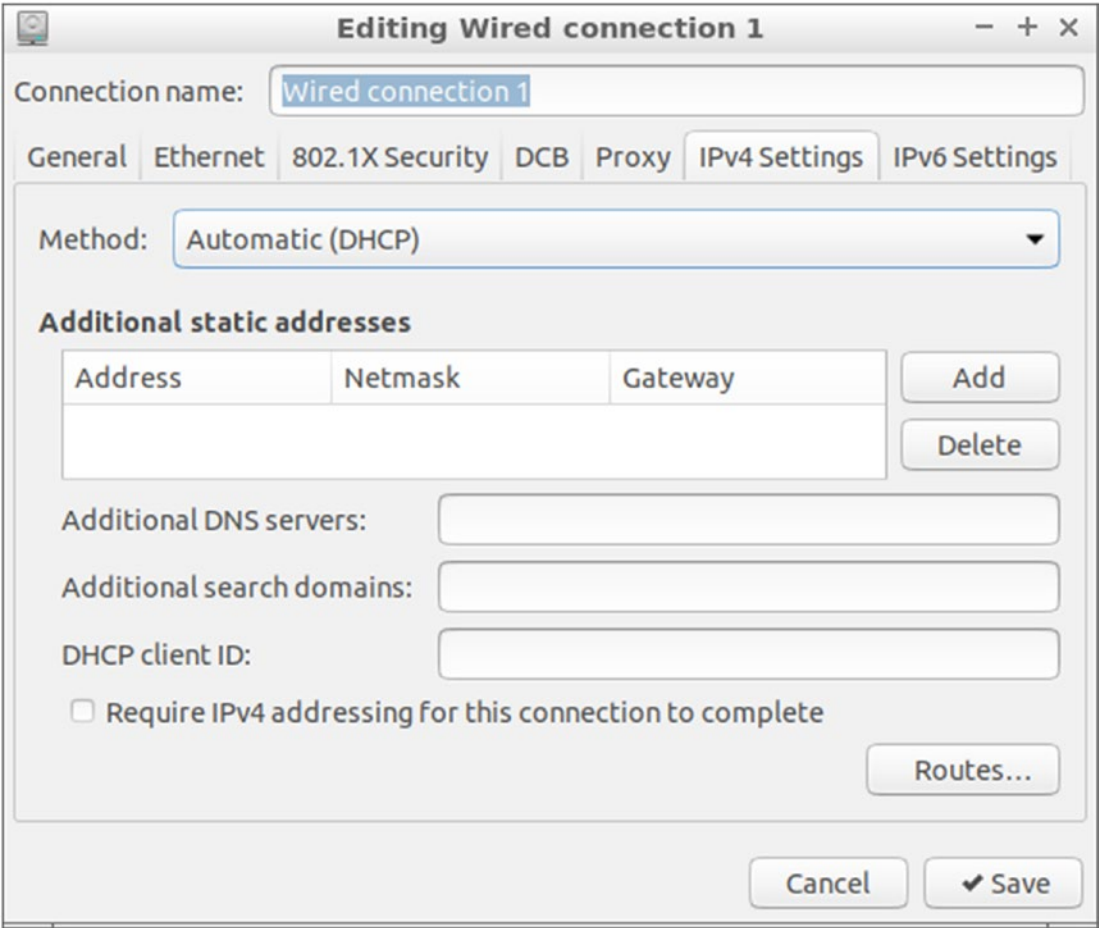 Editing Wired connection 1
Connection name: Wired connection 1
General Ethernet 802.1X Security DCB Proxy IPv4 Settings IPv6 Settings
Method: Automatic (DHCP)
Additional static addresses
Address Netmask Gateway Add
Delete
Additional DNS servers:
Additional search domains:
DHCP client ID:
Require IPv4 addressing for this connection to complete
Routes…
Cancel Save